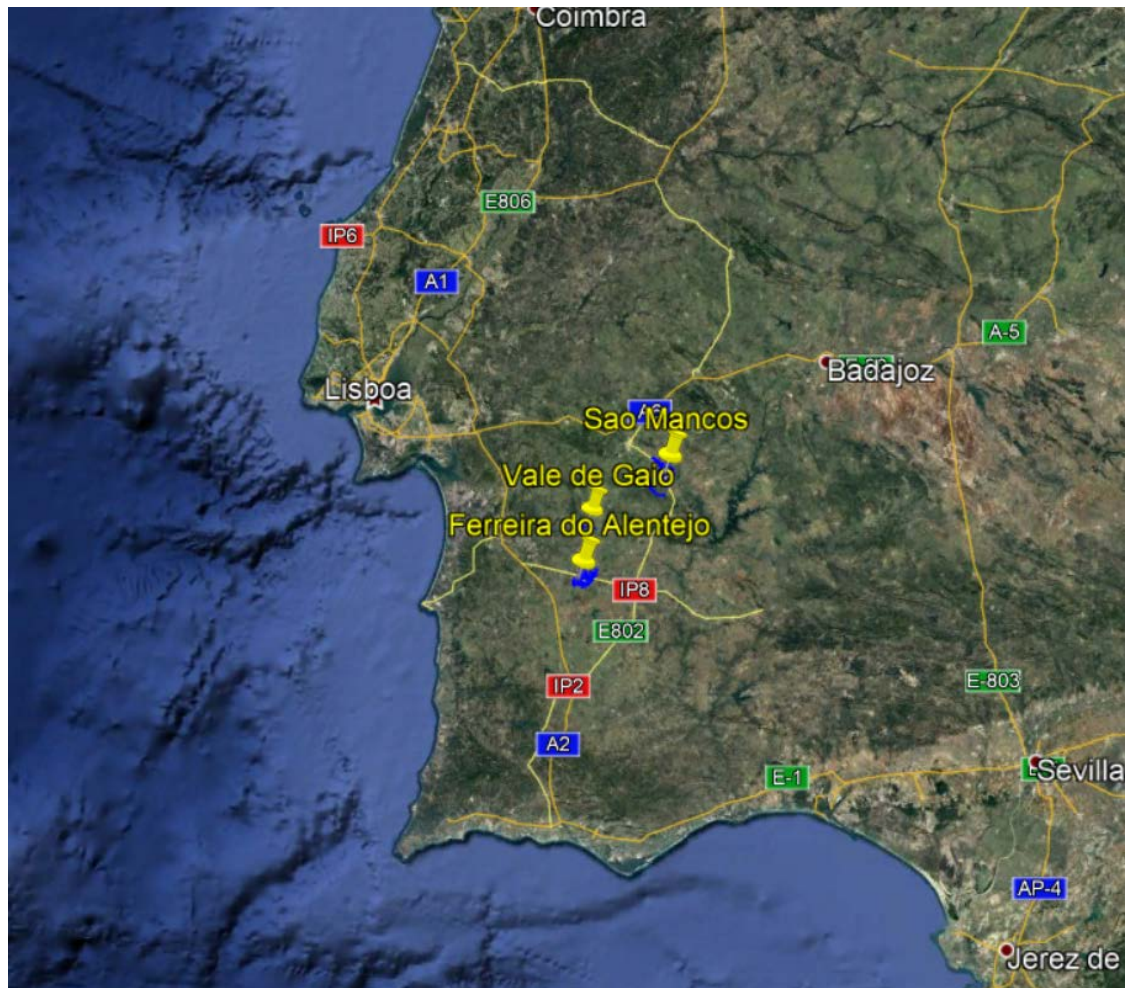 Coimbra
E806
IP6
A1
A-5
Badajoz
Lisboa
A6
Sao Mancos
Vale de Gaio
Ferreira do Alentejo
IP8
E802
E-803
IP2
A2
Sevilla
E-1
AP-4
Jerez de